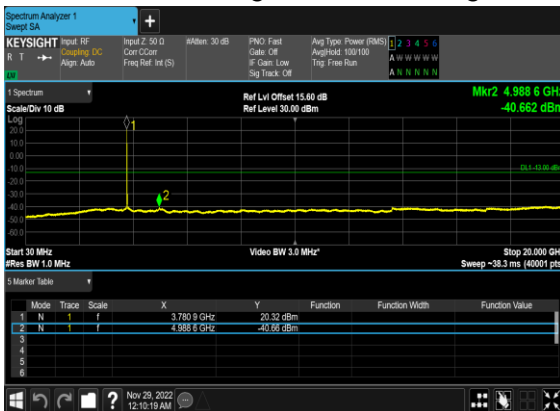 Spectrum Analyzer 1
Swept SA
KEYSIGHT Input: RF Input Z: 50 Ω #Atten: 30 dB PNO: Fast Avg Type: Power (RMS) 1 2 3 4 5 6
R T Coupling: DC Corr CCorr Gate: Off Avg|Hold: 100/100 A W W W W W
Align: Auto Freq Ref: Int (S) IF Gain: Low Trig: Free Run
Sig Track: Off A N N N N N
1 Spectrum Ref Lvl Offset 15.60 dB Mkr2 4.988 6 GHz
Scale/Div 10 dB Ref Level 30.00 dBm -40.662 dBm
Log
20.0 1
10.0
0.00
-10.0 DL1 -13.00 dBm
-20.0
-30.0 2
-40.0
-50.0
-60.0
Start 30 MHz Video BW 3.0 MHz* Stop 20.000 GHz
#Res BW 1.0 MHz Sweep ~38.3 ms (40001 pts)
5 Marker Table
Mode Trace Scale X Y Function Function Width Function Value
1 N 1 f 3.780 9 GHz 20.32 dBm
2 N 1 f 4.988 6 GHz -40.66 dBm
3
4
5
6
? Nov 29, 2022
12:10:19 AM